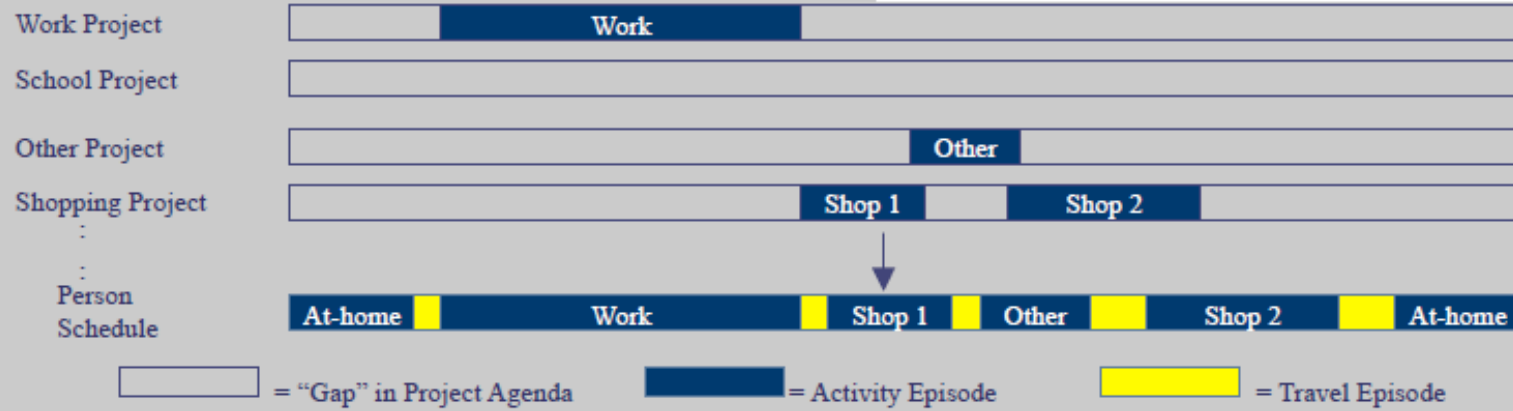 Work Project
Work
School Project
Other Project
Other
Shopping Project
Shop 1
Shop 2
:
:
Person
Schedule
At-home
Work
Shop 1
Other
Shop 2
At-home
= “Gap” in Project Agenda
= Activity Episode
= Travel Episode